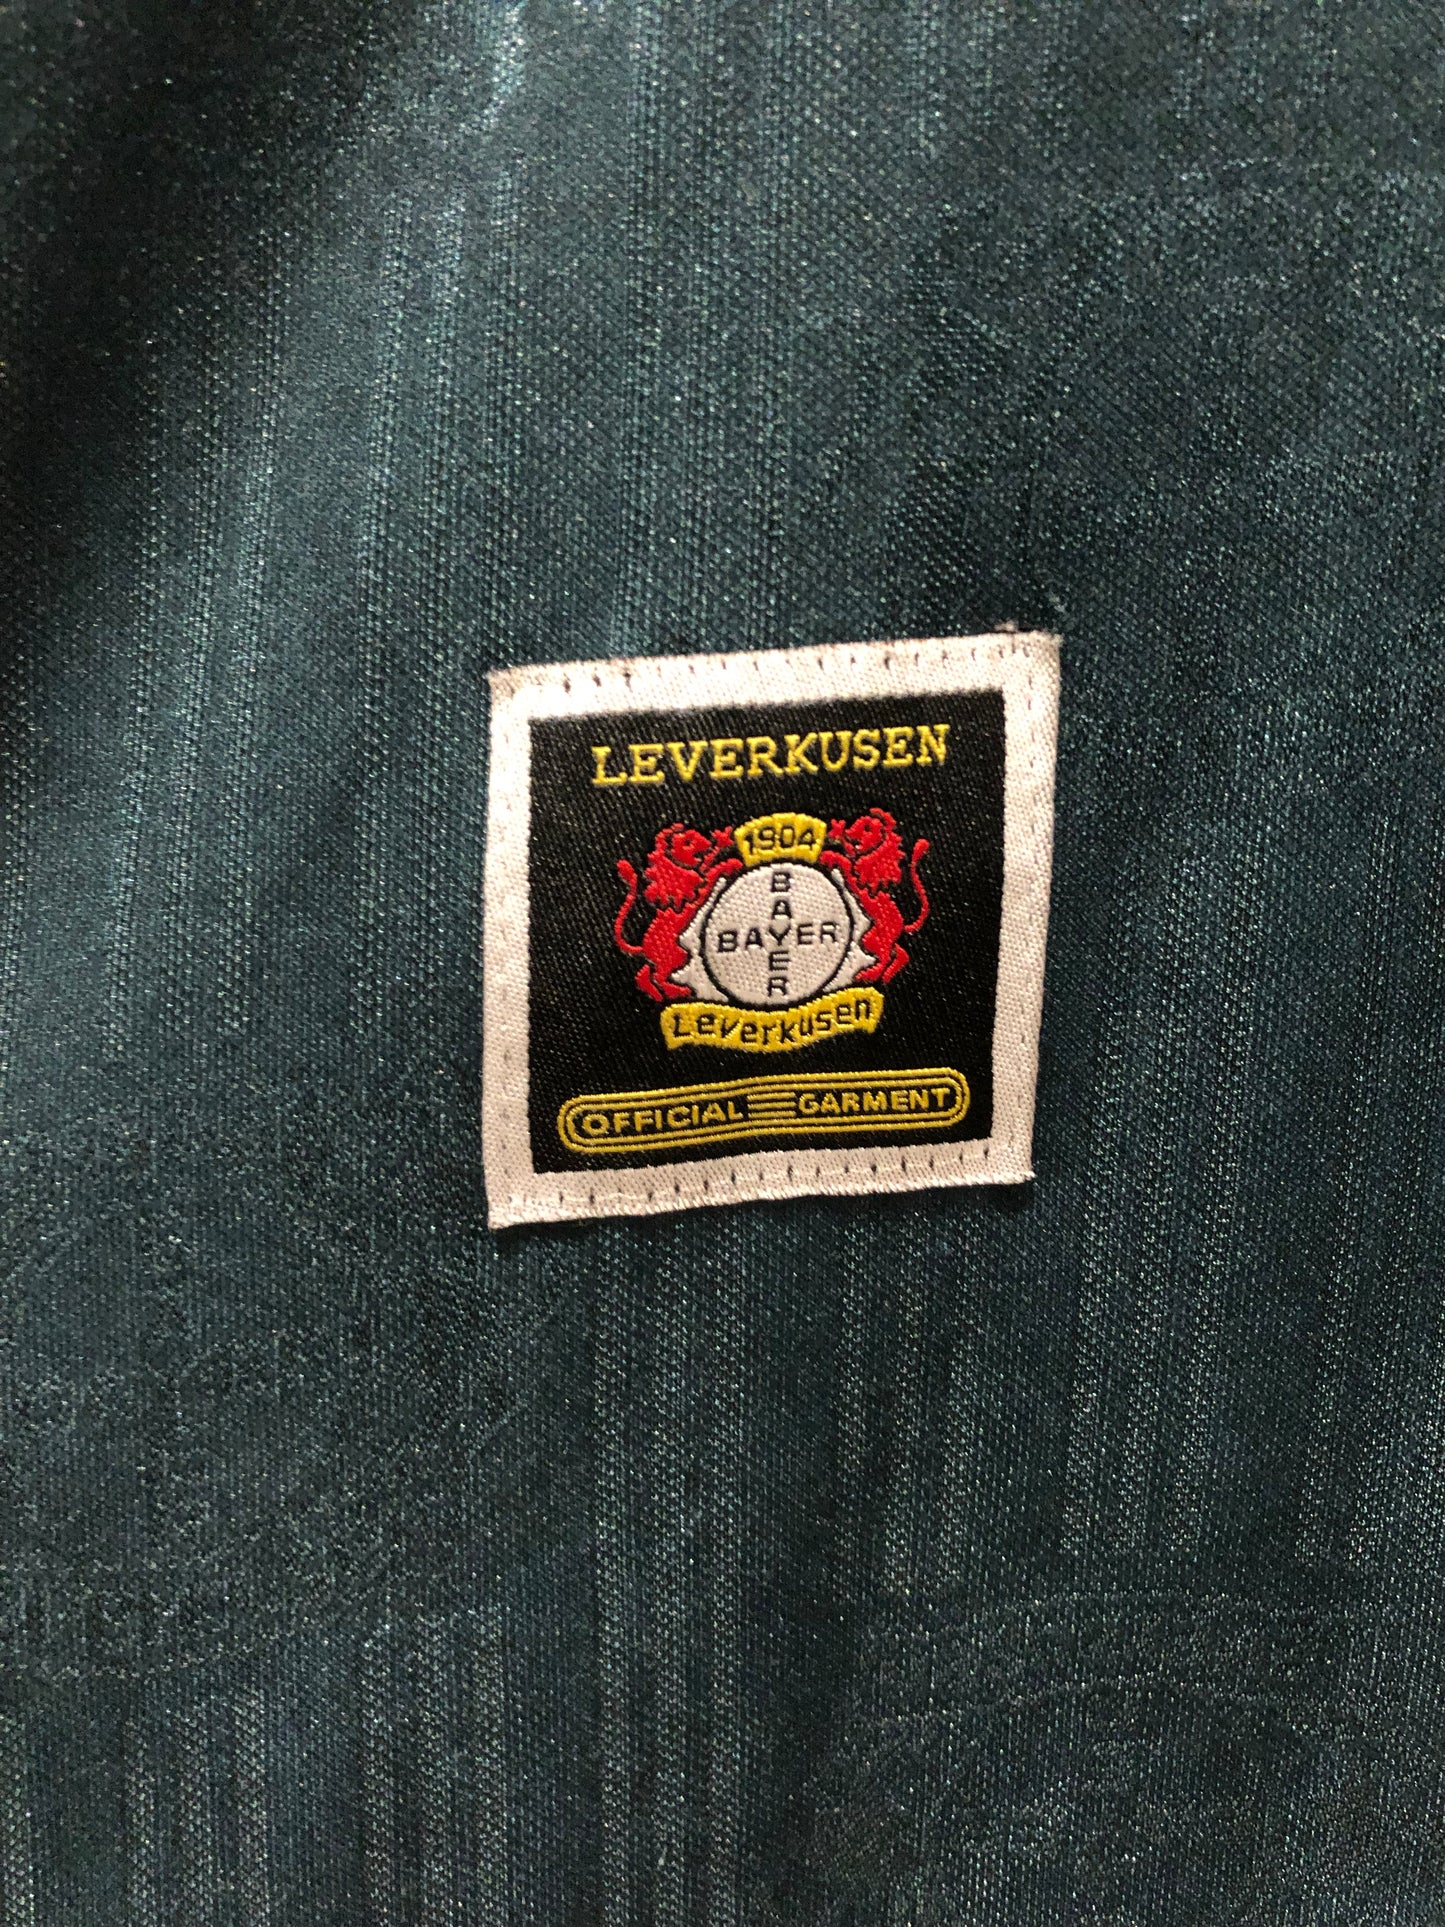 LEVERKUSEN
1904
BAYER
BAYER
Leverkusen
OFFICIAL GARMENT